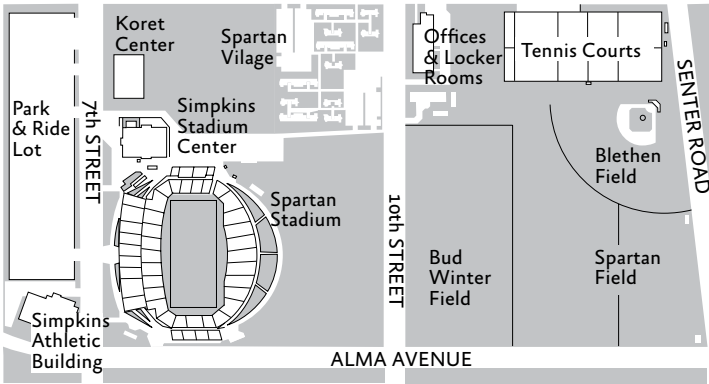 Koret
Center
Spartan
Vilage
Offices
& Locker
Rooms
Tennis Courts
Park
& Ride
Lot
7th STREET
Simpkins
Stadium
Center
SENTER ROAD
Blethen
Field
Spartan
Stadium
10th STREET
Bud
Winter
Field
Spartan
Field
Simpkins
Athletic
Building
ALMA AVENUE